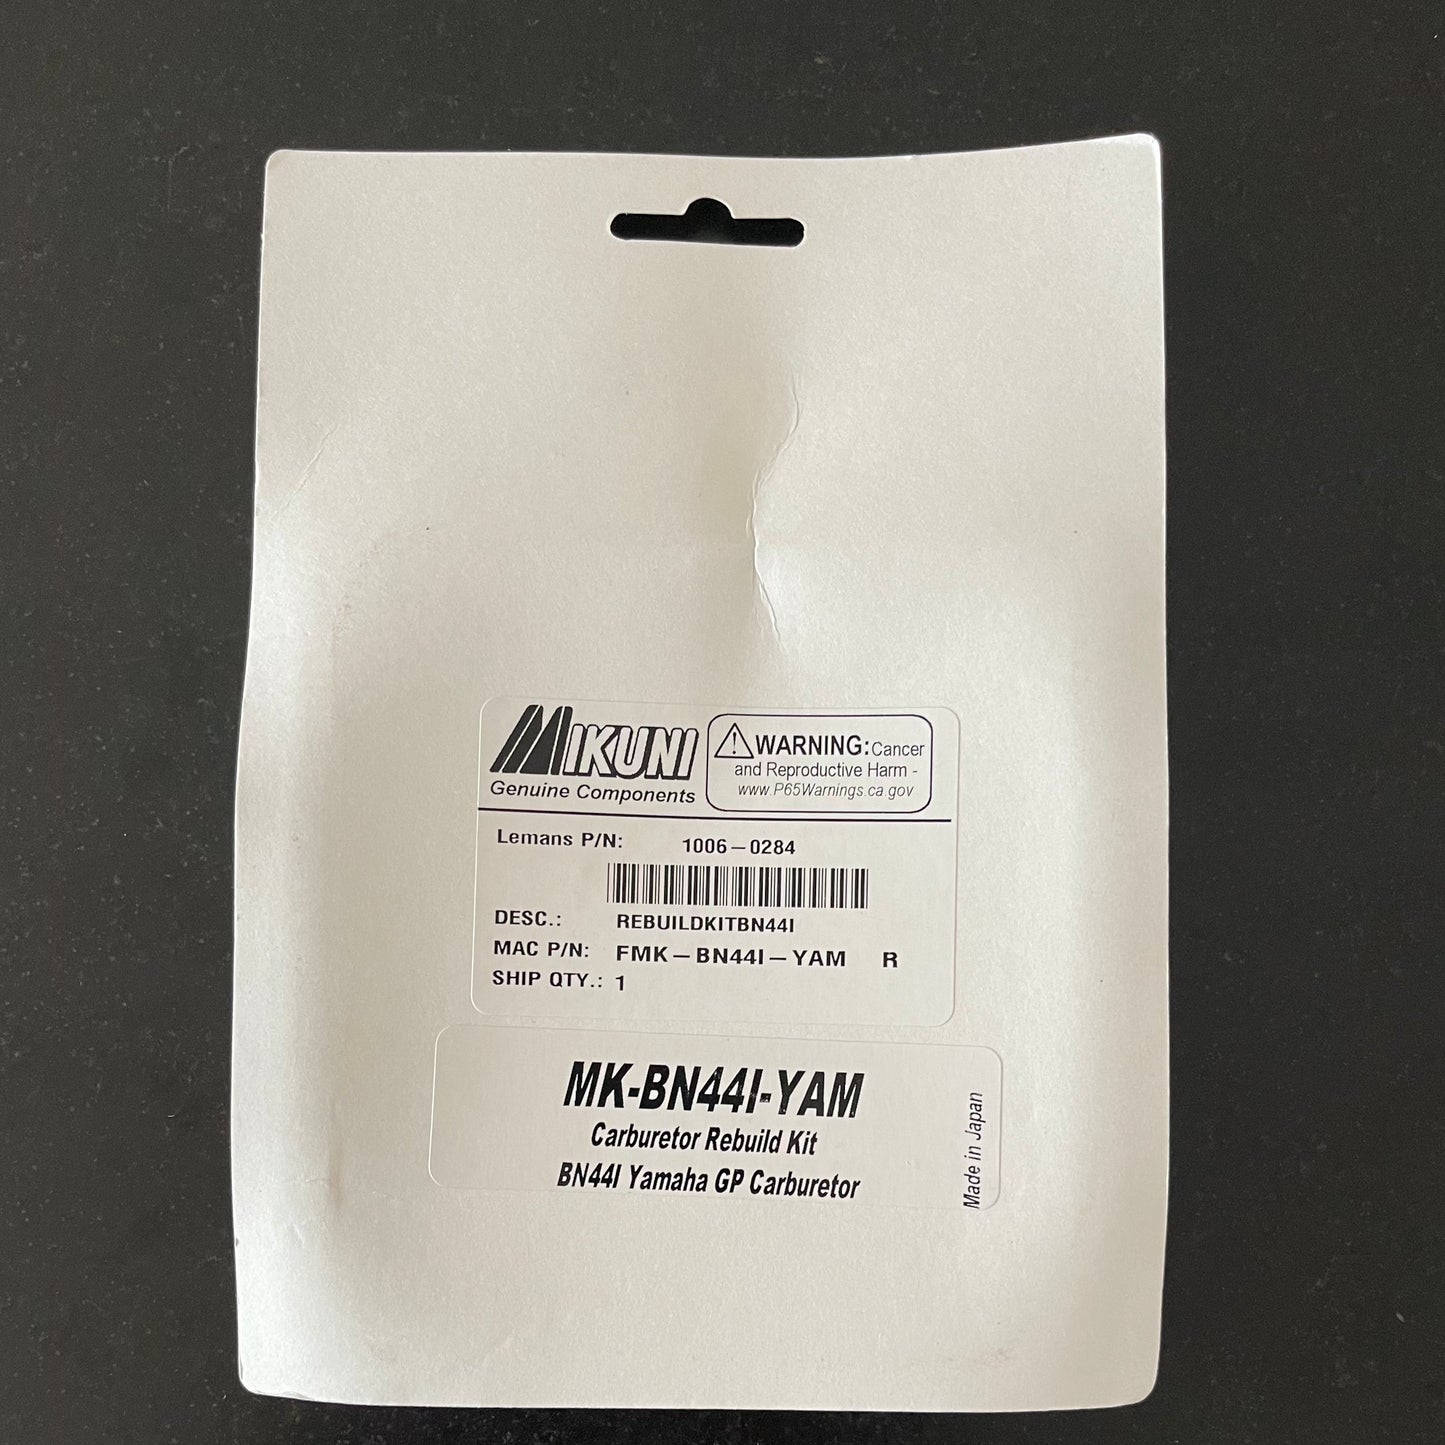 MIKUNI
Genuine Components
WARNING: Cancer
and Reproductive Harm -
www.P65Warnings.ca.gov
Lemans P/N: 1006-0284
DESC.: REBUILDKITBN44I
MAC P/N: FMK-BN44I-YAM R
SHIP QTY.: 1
MK-BN44I-YAM
Carburetor Rebuild Kit
BN44I Yamaha GP Carburetor
Made in Japan